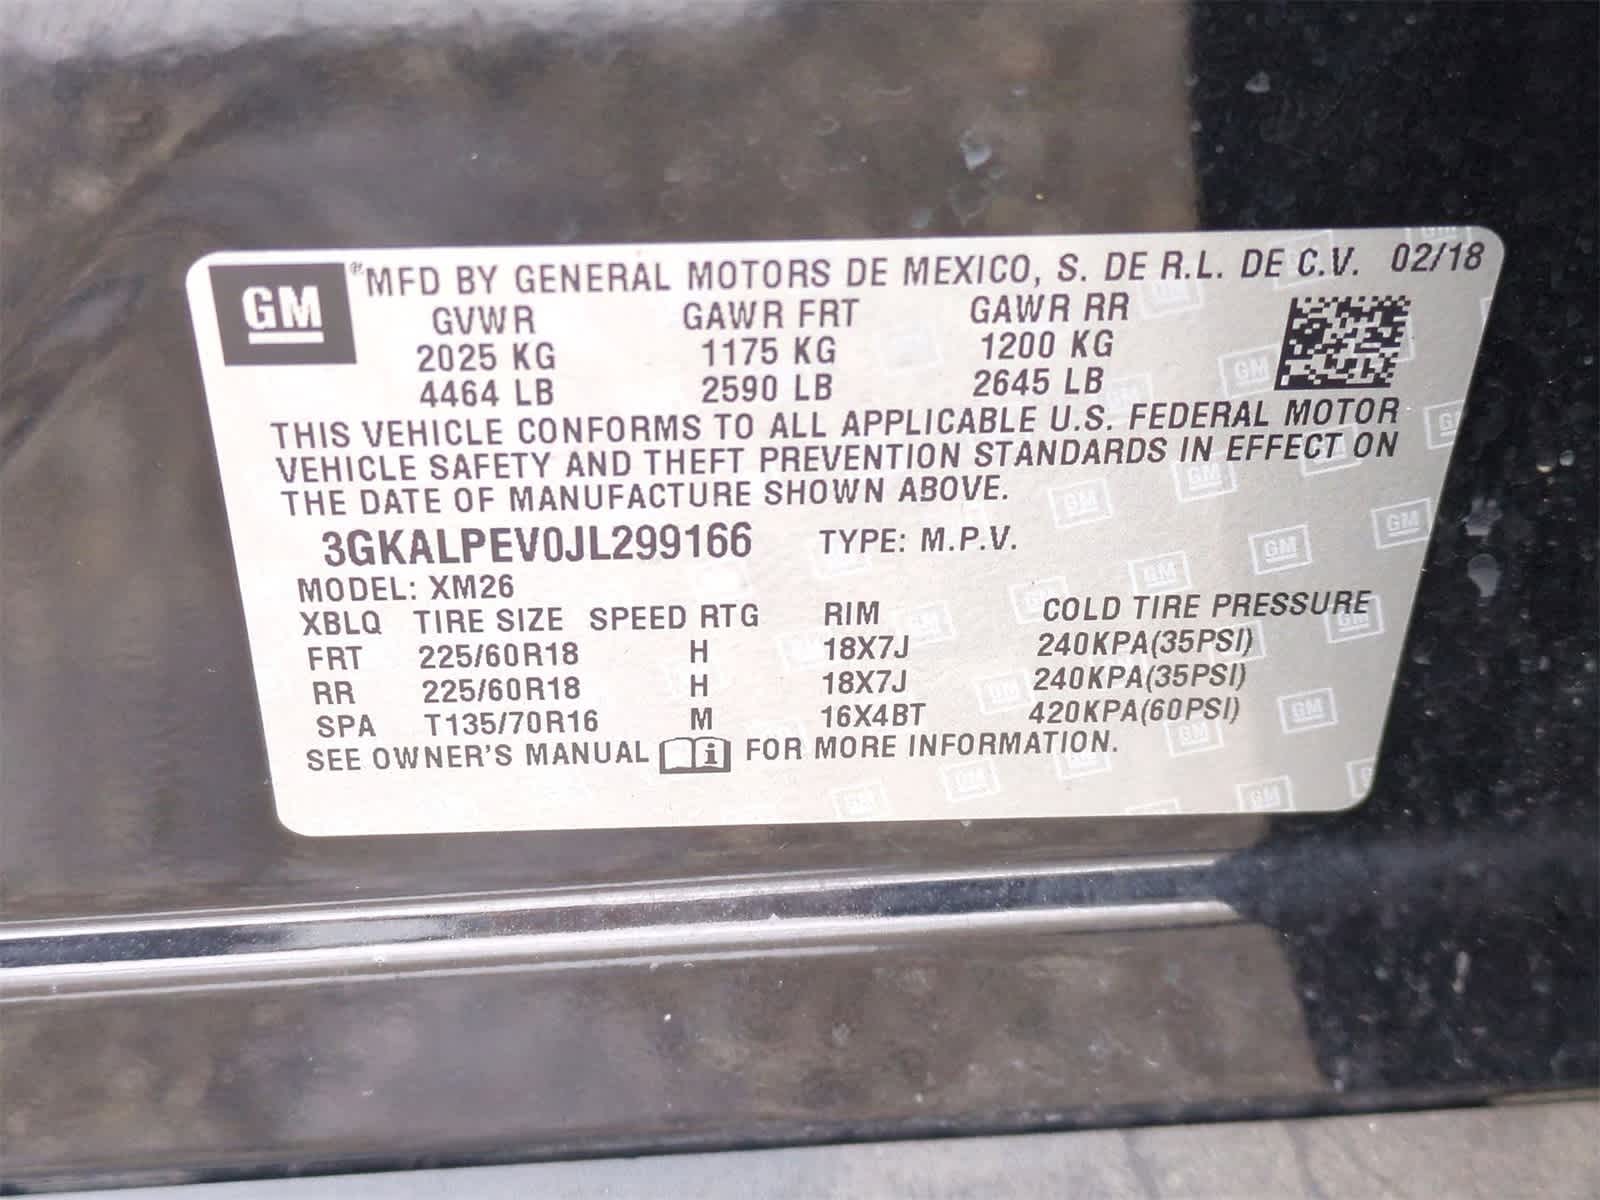 GM ® MFD BY GENERAL MOTORS DE MEXICO, S. DE R.L. DE C.V. 02/18
GVWR GAWR FRT GAWR RR
2025 KG 1175 KG 1200 KG
4464 LB 2590 LB 2645 LB
THIS VEHICLE CONFORMS TO ALL APPLICABLE U.S. FEDERAL MOTOR
VEHICLE SAFETY AND THEFT PREVENTION STANDARDS IN EFFECT ON
THE DATE OF MANUFACTURE SHOWN ABOVE.
3GKALPEV0JL299166 TYPE: M.P.V.
MODEL: XM26
XBLQ TIRE SIZE SPEED RTG RIM COLD TIRE PRESSURE
FRT 225/60R18 H 18X7J 240KPA(35PSI)
RR 225/60R18 H 18X7J 240KPA(35PSI)
SPA T135/70R16 M 16X4BT 420KPA(60PSI)
SEE OWNER'S MANUAL i FOR MORE INFORMATION.